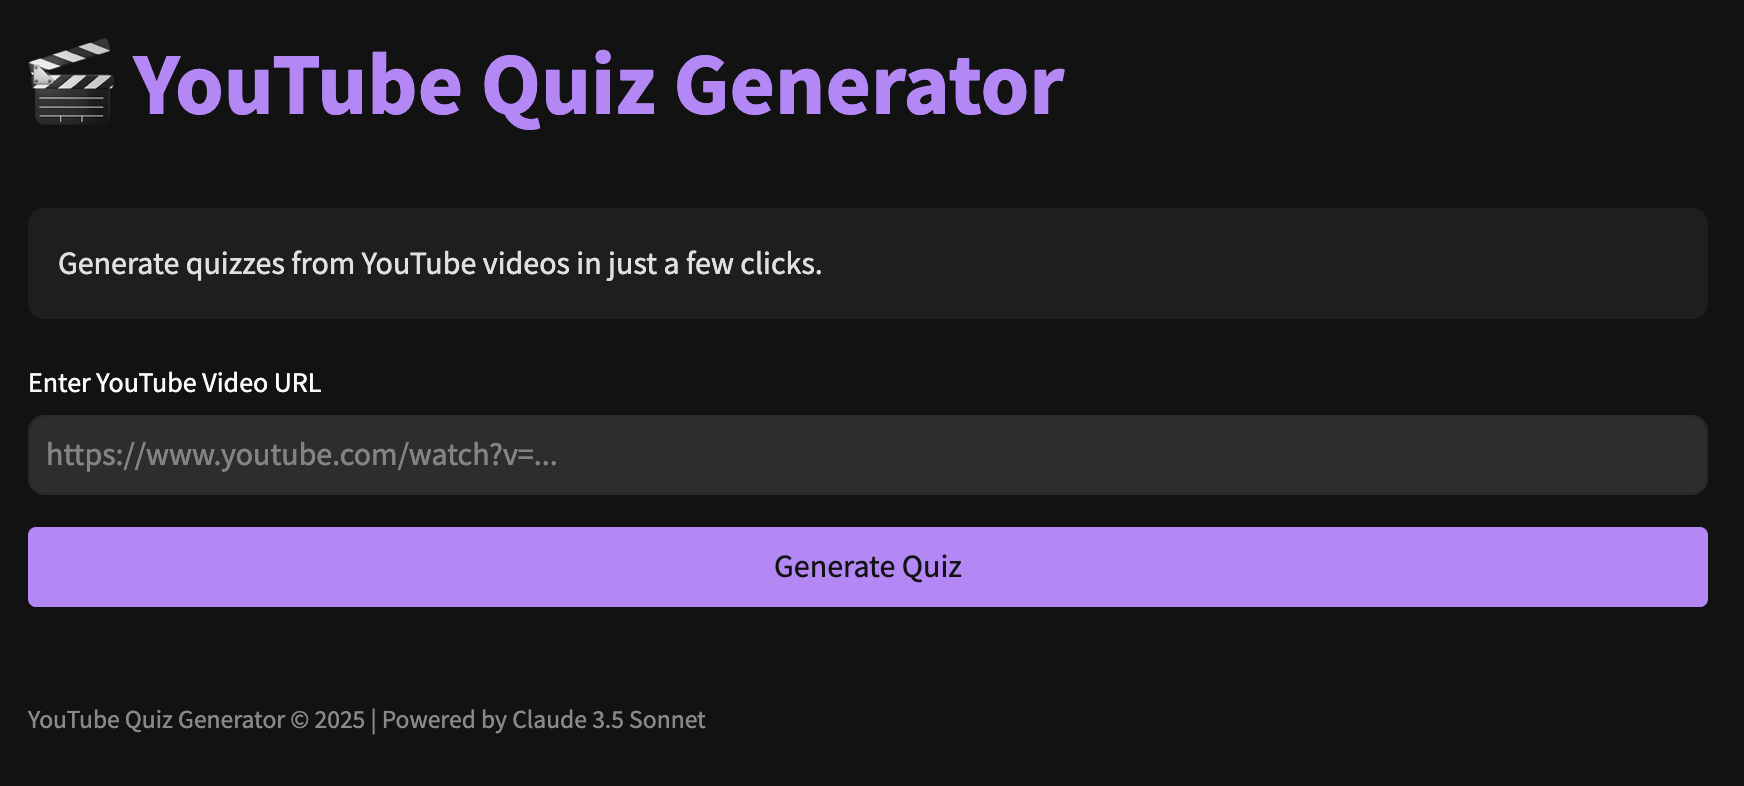 YouTube Quiz Generator
Generate quizzes from YouTube videos in just a few clicks.
Enter YouTube Video URL
https://www.youtube.com/watch?v=...
Generate Quiz
YouTube Quiz Generator © 2025 | Powered by Claude 3.5 Sonnet